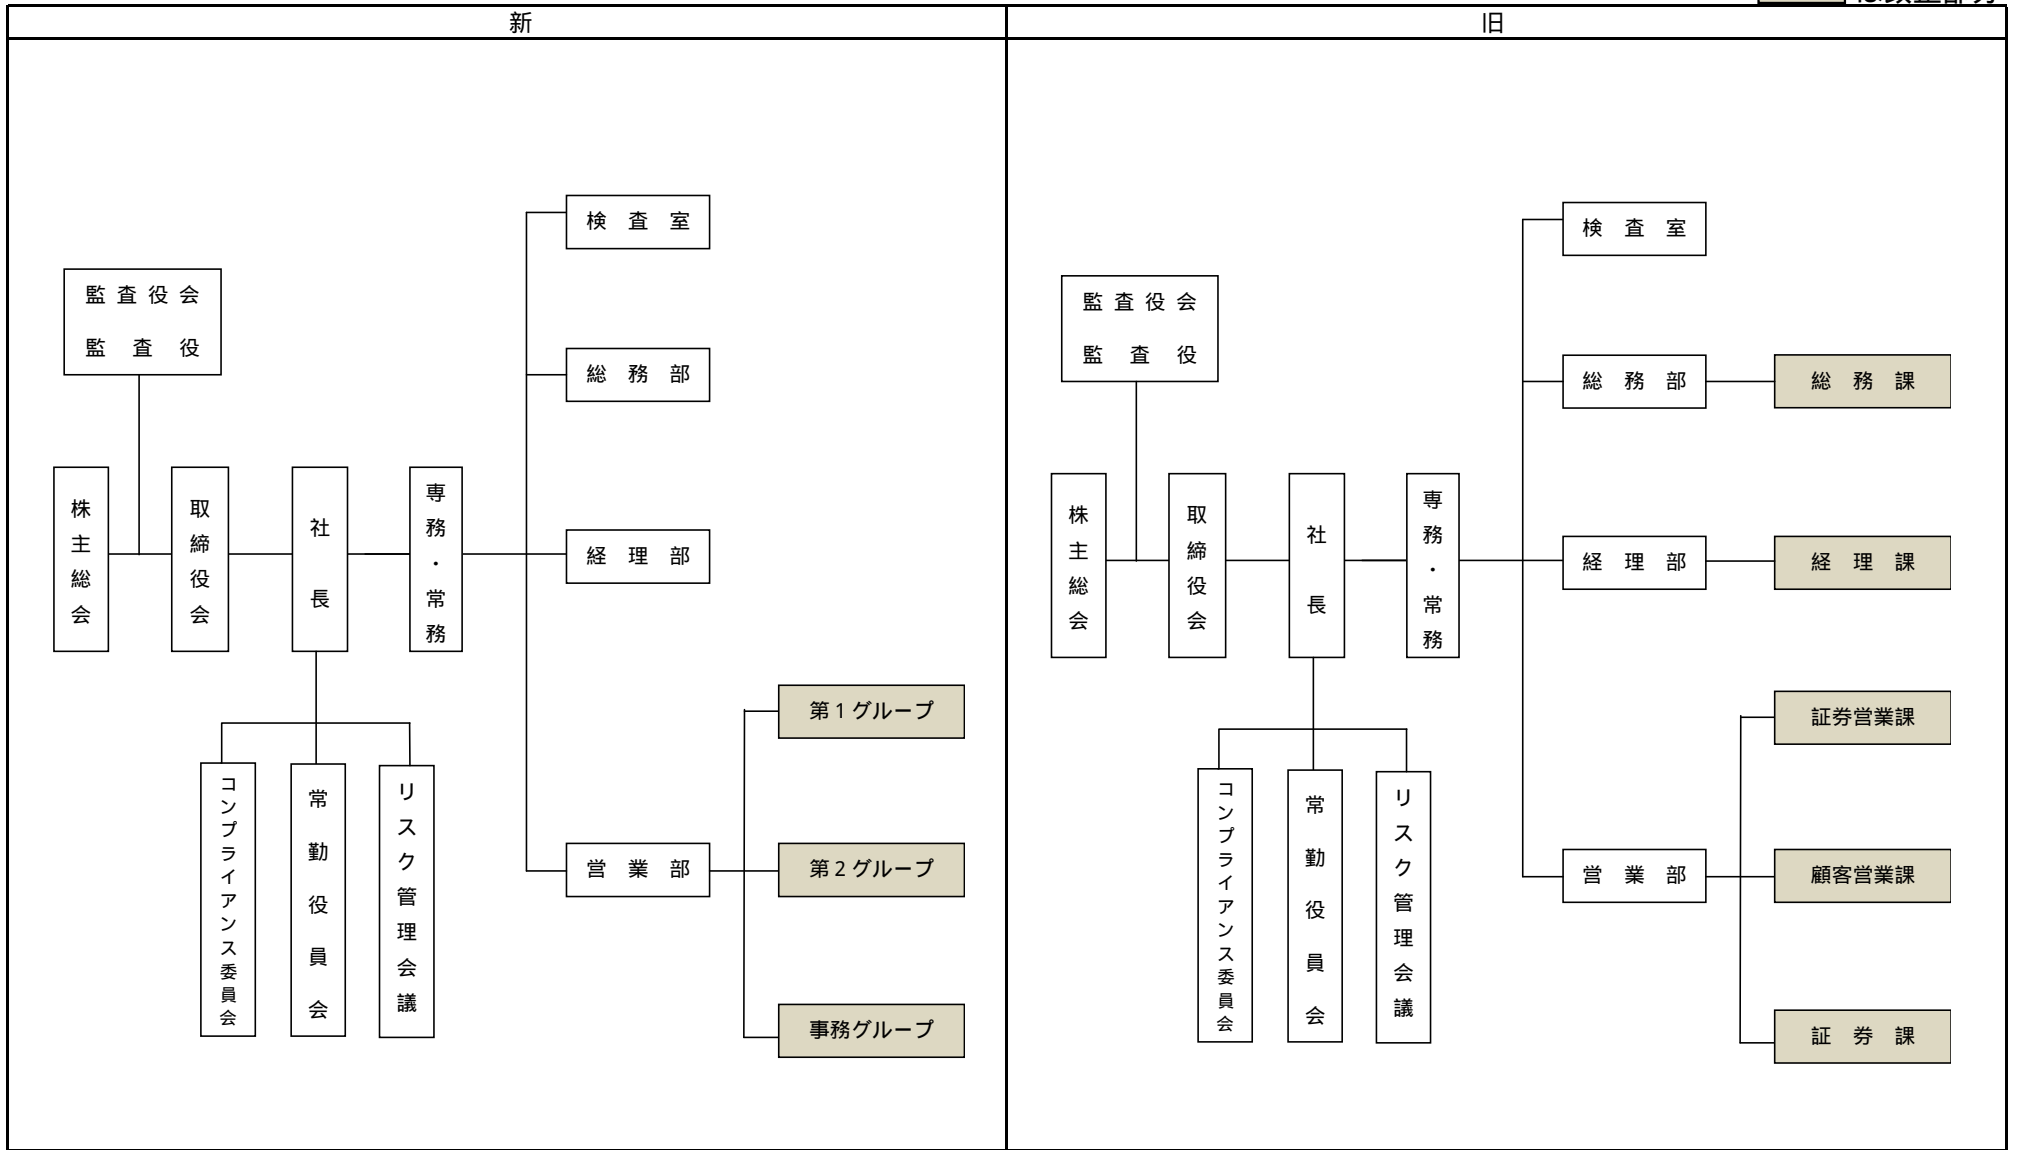 新
検査室
監査役会
監査役
総務部
株主総会
取締役会
社長
専務・常務
経理部
第1グループ
コンプライアンス委員会
常勤役員会
リスク管理会議
営業部
第2グループ
事務グループ
旧
検査室
監査役会
監査役
総務部
総務課
株主総会
取締役会
社長
専務・常務
経理部
経理課
証券営業課
コンプライアンス委員会
常勤役員会
リスク管理会議
営業部
顧客営業課
証券課